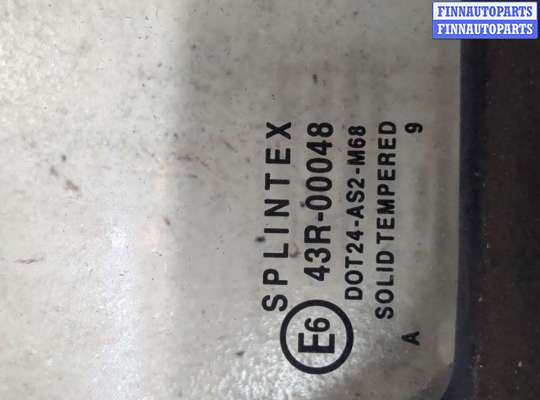 FINNAUTOPARTS
FINNAUTOPARTS
SPLINTEX
E6 43R-00048
DOT24-AS2-M68
SOLID TEMPERED
A 9